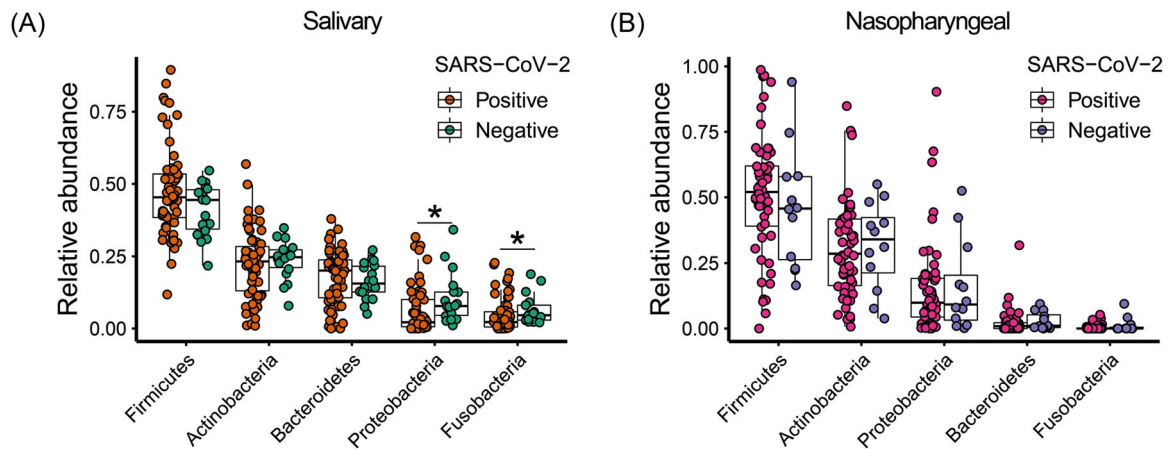 (A)
Salivary
Relative abundance
0.75
0.50
0.25
0.00
SARS−CoV−2
Positive
Negative
*
*
Firmicutes
Actinobacteria
Bacteroidetes
Proteobacteria
Fusobacteria
(B)
Nasopharyngeal
Relative abundance
1.00
0.75
0.50
0.25
0.00
SARS−CoV−2
Positive
Negative
Firmicutes
Actinobacteria
Proteobacteria
Bacteroidetes
Fusobacteria